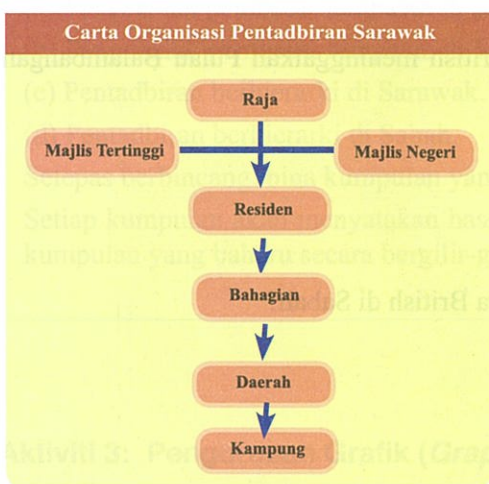 Carta Organisasi Pentadbiran Sarawak
Raja
Majlis Tertinggi
Majlis Negeri
Residen
Bahagian
Daerah
Kampung